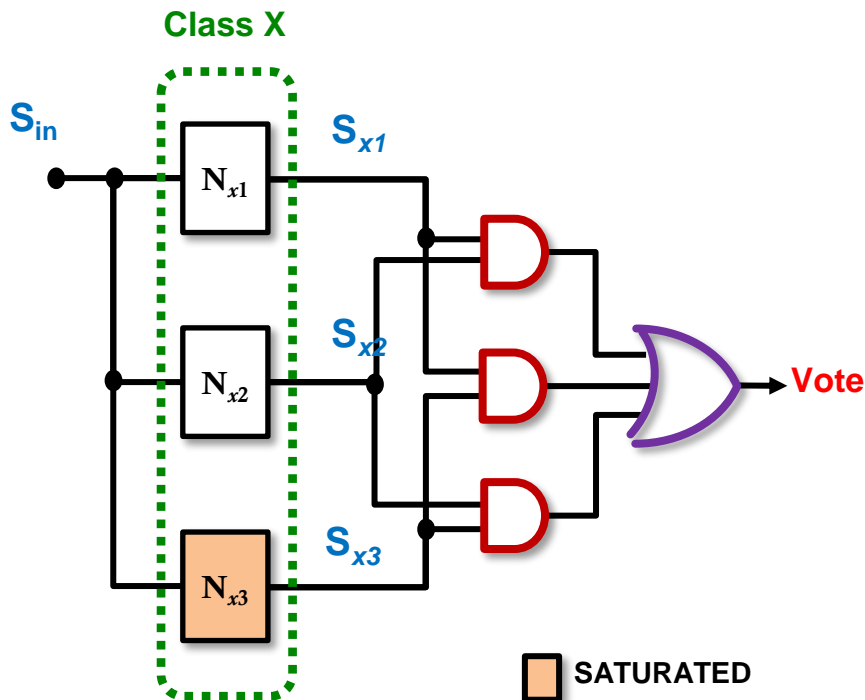 Class X
Sin
Nx1
Sx1
Nx2
Sx2
Nx3
Sx3
Vote
SATURATED